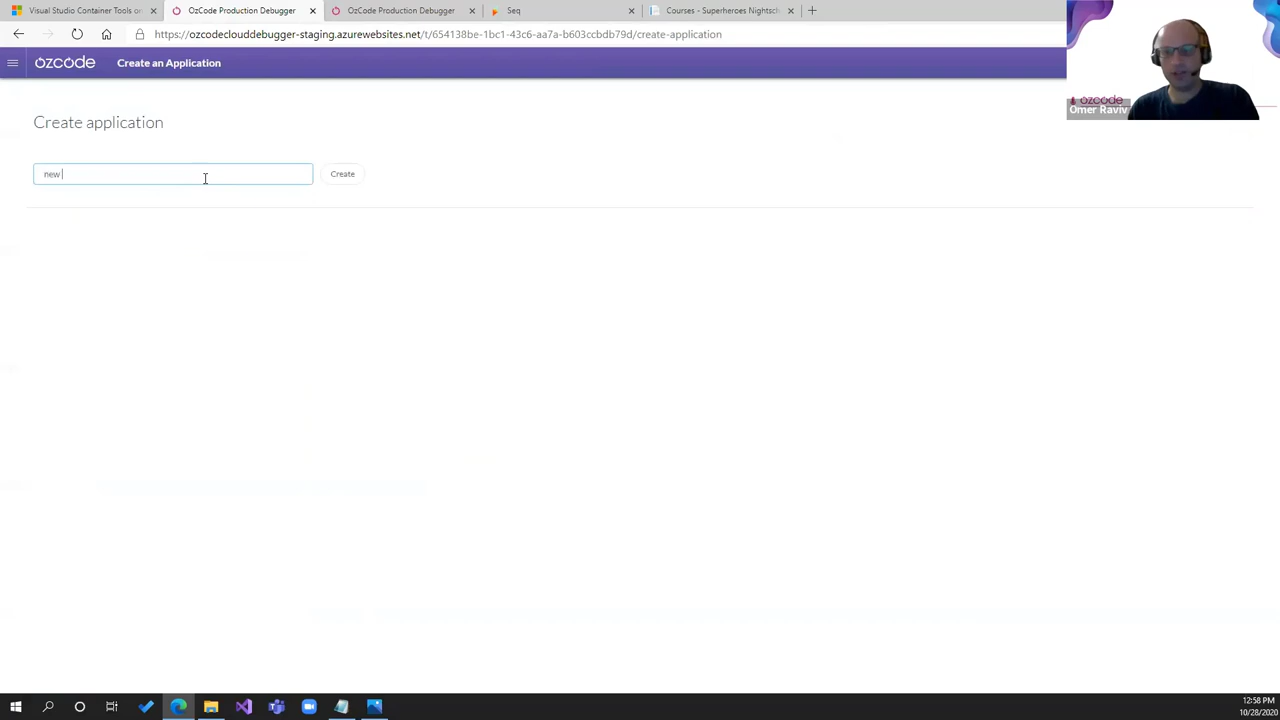 Visual Studio Container Tools or
OzCode Production Debugger
OzCode Production Debugger
Seq
Courses - Superheroes Nightsch
https://ozcodeclouddebugger-staging.azurewebsites.net/t/654138be-1bc1-43c6-aa7a-b603ccbdb79d/create-application
ozcode
Create an Application
ozcode
Omer Raviv
Create application
new
Create
12:58 PM
10/28/2020